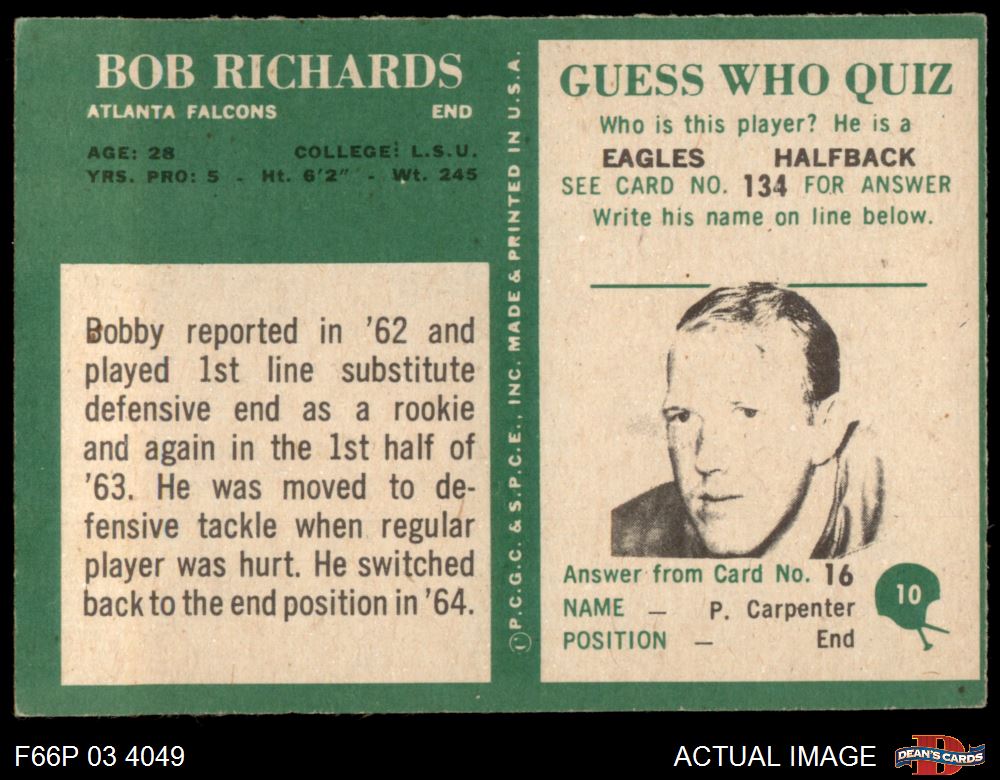 BOB RICHARDS
ATLANTA FALCONS END
AGE: 28 COLLEGE: L.S.U.
YRS. PRO: 5 - Ht. 6'2" - Wt. 245
Bobby reported in '62 and
played 1st line substitute
defensive end as a rookie
and again in the 1st half of
'63. He was moved to de-
fensive tackle when regular
player was hurt. He switched
back to the end position in '64.
©P.C.G.C. & S.P.C.E., INC. MADE & PRINTED IN U.S.A.
GUESS WHO QUIZ
Who is this player? He is a
EAGLES HALFBACK
SEE CARD NO. 134 FOR ANSWER
Write his name on line below.
Answer from Card No. 16
NAME — P. Carpenter
POSITION — End
10
F66P 03 4049
ACTUAL IMAGE
D
DEAN'S CARDS